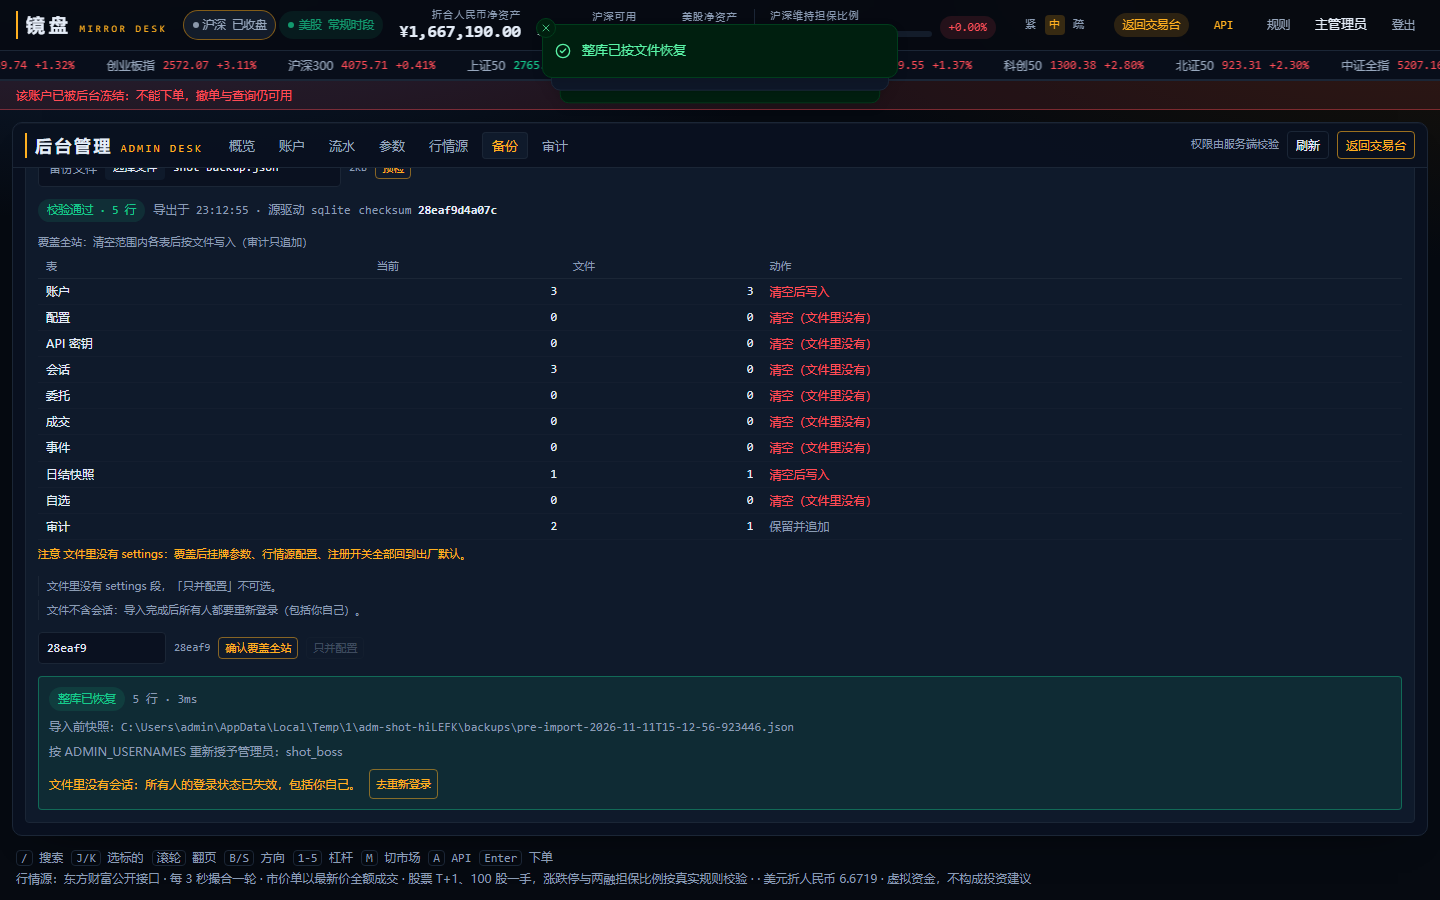 镜盘 MIRROR DESK
沪深 已收盘
美股 常规时段
折合人民币净资产
¥1,667,190.00
沪深可用
美股净资产
沪深维持担保比例
+0.00%
紧 中 疏
返回交易台
API
规则
主管理员
登出
整库已按文件恢复
9.74 +1.32% 创业板指 2572.07 +3.11% 沪深300 4075.71 +0.41% 上证50 2765. 9.55 +1.37% 科创50 1300.38 +2.80% 北证50 923.31 +2.30% 中证全指 5207.16
该账户已被后台冻结：不能下单，撤单与查询仍可用
后台管理 ADMIN DESK 概览 账户 流水 参数 行情源 备份 审计 权限由服务端校验 刷新 返回交易台
备份文件 选择文件 shot-backup.json 2KB 预检
校验通过 · 5 行 导出于 23:12:55 · 源驱动 sqlite checksum 28eaf9d4a07c
覆盖全站：清空范围内各表后按文件写入（审计只追加）
表 当前 文件 动作
账户 3 3 清空后写入
配置 0 0 清空（文件里没有）
API 密钥 0 0 清空（文件里没有）
会话 3 0 清空（文件里没有）
委托 0 0 清空（文件里没有）
成交 0 0 清空（文件里没有）
事件 0 0 清空（文件里没有）
日结快照 1 1 清空后写入
自选 0 0 清空（文件里没有）
审计 2 1 保留并追加
注意 文件里没有 settings：覆盖后挂牌参数、行情源配置、注册开关全部回到出厂默认。
文件里没有 settings 段，「只并配置」不可选。
文件不含会话：导入完成后所有人都要重新登录（包括你自己）。
28eaf9 28eaf9 确认覆盖全站 只并配置
整库已恢复 5 行 · 3ms
导入前快照：C:\Users\admin\AppData\Local\Temp\1\adm-shot-hiLEFK\backups\pre-import-2026-11-11T15-12-56-923446.json
按 ADMIN_USERNAMES 重新授予管理员：shot_boss
文件里没有会话：所有人的登录状态已失效，包括你自己。 去重新登录
/ 搜索 J/K 选标的 滚轮 翻页 B/S 方向 1-5 杠杆 M 切市场 A API Enter 下单
行情源：东方财富公开接口 · 每 3 秒撮合一轮 · 市价单以最新价全额成交 · 股票 T+1、100 股一手，涨跌停与两融担保比例按真实规则校验 · · 美元折人民币 6.6719 · 虚拟资金，不构成投资建议